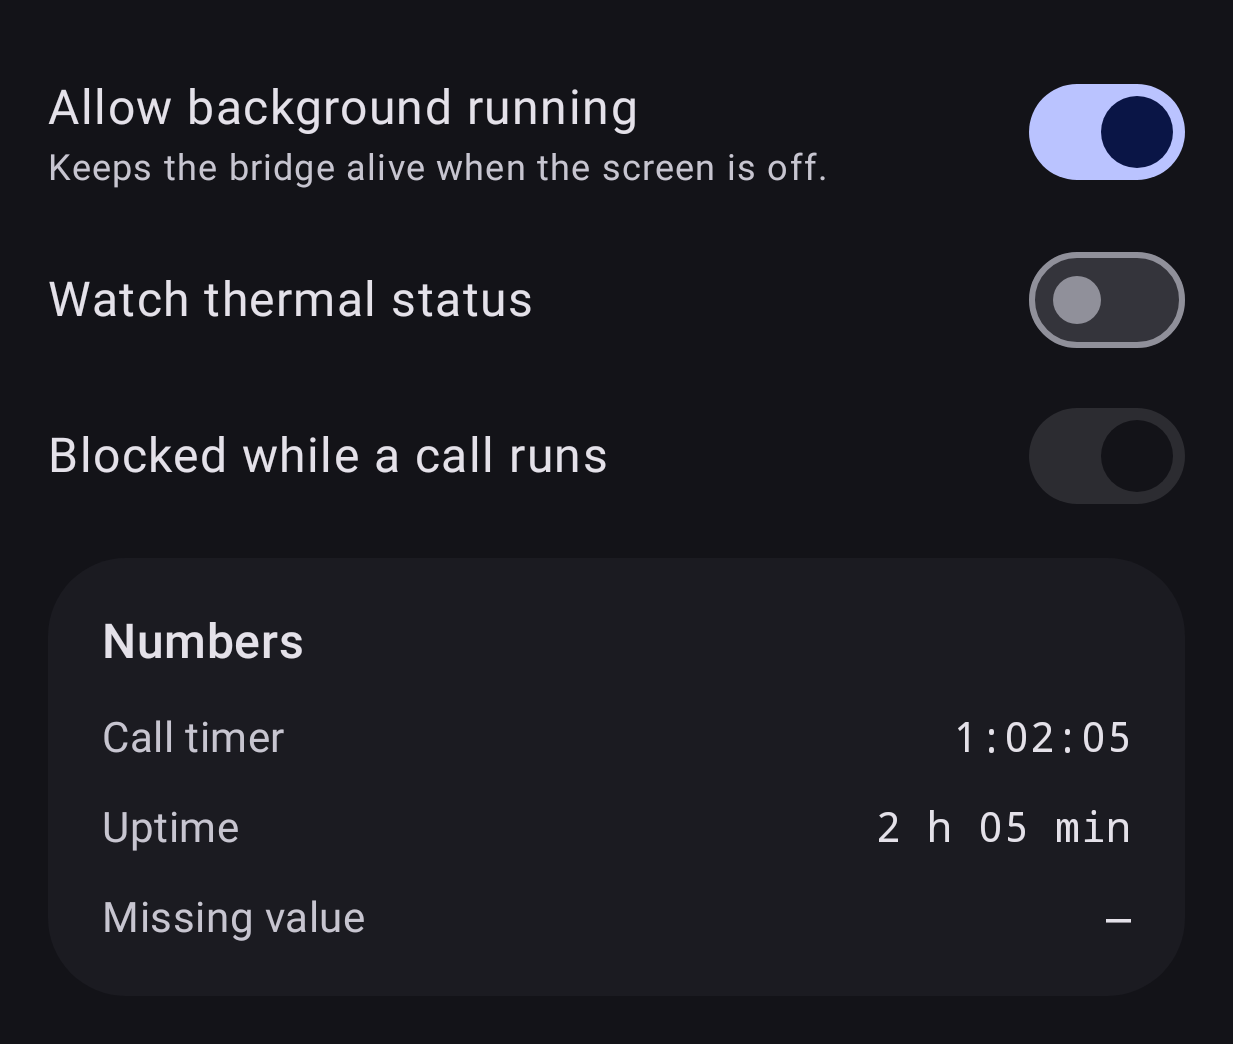 Allow background running
Keeps the bridge alive when the screen is off.
Watch thermal status
Blocked while a call runs
Numbers
Call timer 1:02:05
Uptime 2 h 05 min
Missing value –